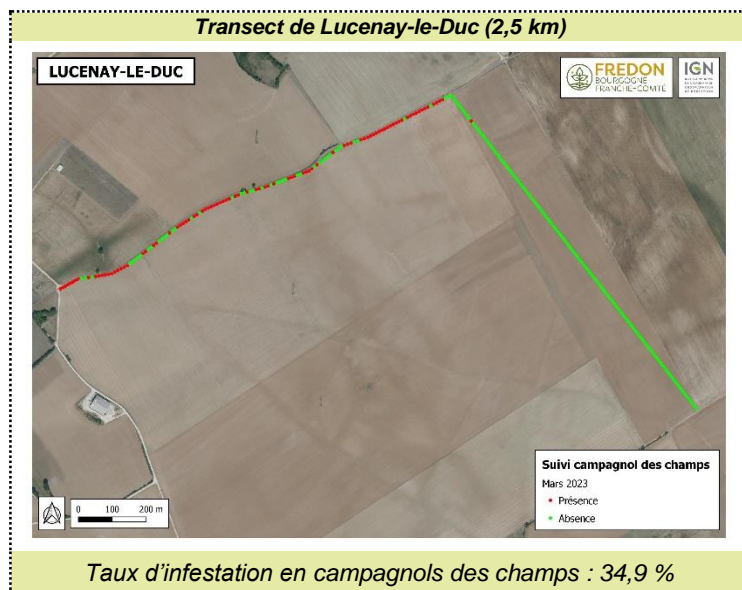 Transect de Lucenay-le-Duc (2,5 km)
LUCENAY-LE-DUC
FREDON
BOURGOGNE
FRANCHE-COMTÉ
IGN
Suivi campagnol des champs
Mars 2023
Présence
Absence
0 100 200 m
Taux d'infestation en campagnols des champs : 34,9 %